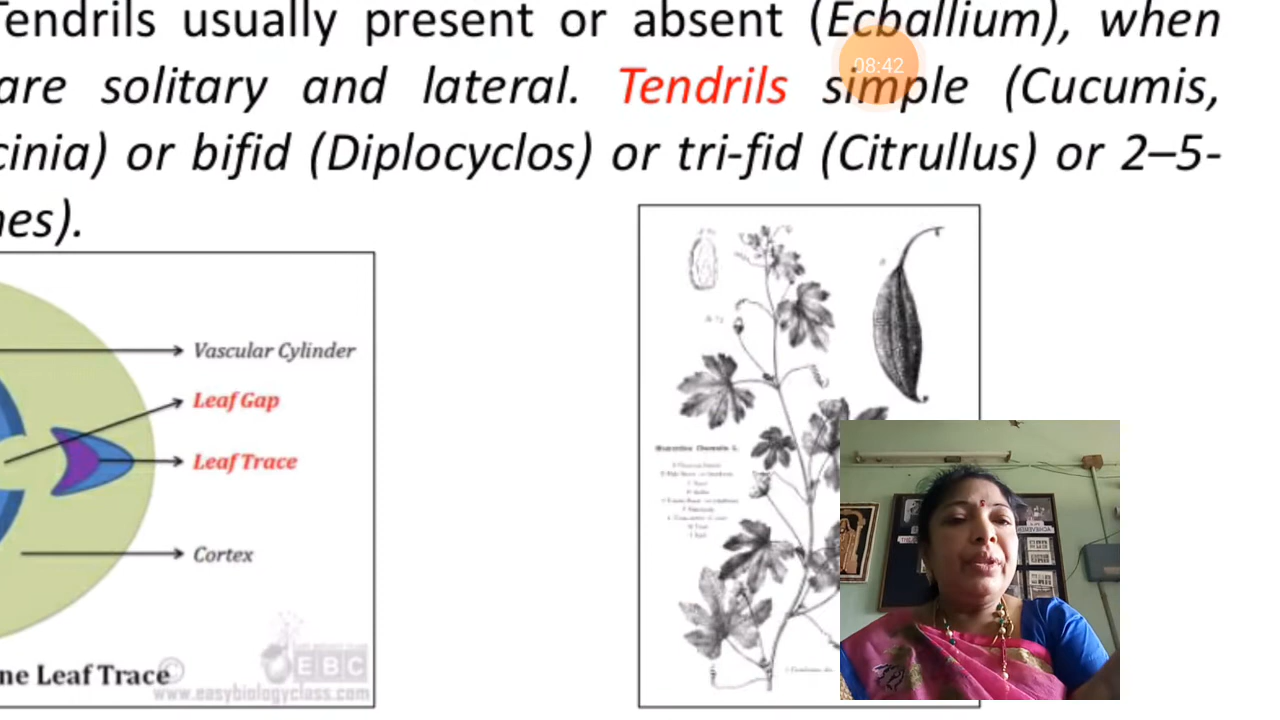 Tendrils usually present or absent (Ecballium), when
are solitary and lateral. Tendrils simple (Cucumis,
cinia) or bifid (Diplocyclos) or tri-fid (Citrullus) or 2–5-
nes).
08:42
Vascular Cylinder
Leaf Gap
Leaf Trace
Cortex
ne Leaf Trace
©
EBC
www.easybiologyclass.com